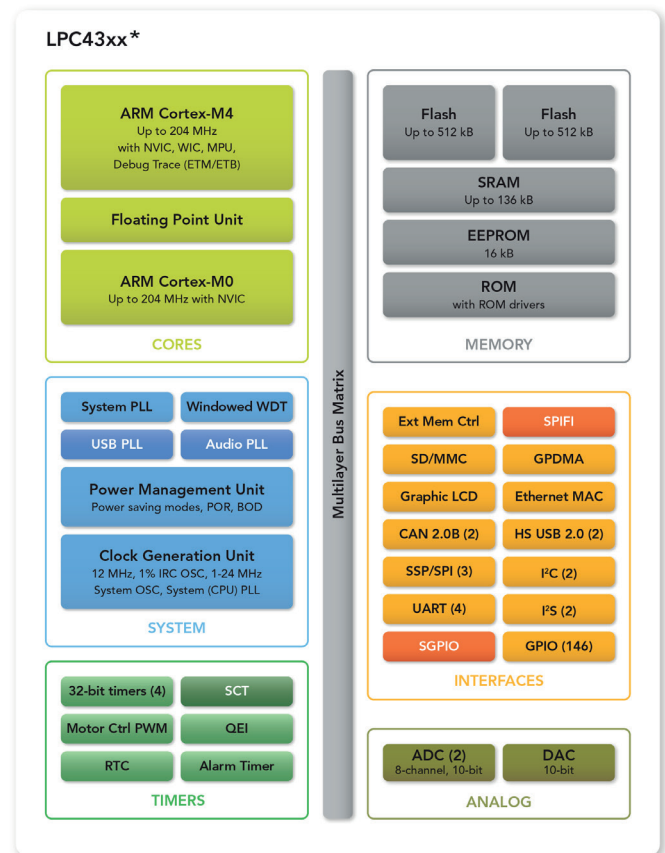 LPC43xx*
ARM Cortex-M4
Up to 204 MHz
with NVIC, WIC, MPU,
Debug Trace (ETM/ETB)
Floating Point Unit
ARM Cortex-M0
Up to 204 MHz with NVIC
CORES
System PLL
Windowed WDT
USB PLL
Audio PLL
Power Management Unit
Power saving modes, POR, BOD
Clock Generation Unit
12 MHz, 1% IRC OSC, 1-24 MHz
System OSC, System (CPU) PLL
SYSTEM
32-bit timers (4)
SCT
Motor Ctrl PWM
QEI
RTC
Alarm Timer
TIMERS
Multilayer Bus Matrix
Flash
Up to 512 kB
Flash
Up to 512 kB
SRAM
Up to 136 kB
EEPROM
16 kB
ROM
with ROM drivers
MEMORY
Ext Mem Ctrl
SPIFI
SD/MMC
GPDMA
Graphic LCD
Ethernet MAC
CAN 2.0B (2)
HS USB 2.0 (2)
SSP/SPI (3)
I²C (2)
UART (4)
I²S (2)
SGPIO
GPIO (146)
INTERFACES
ADC (2)
8-channel, 10-bit
DAC
10-bit
ANALOG